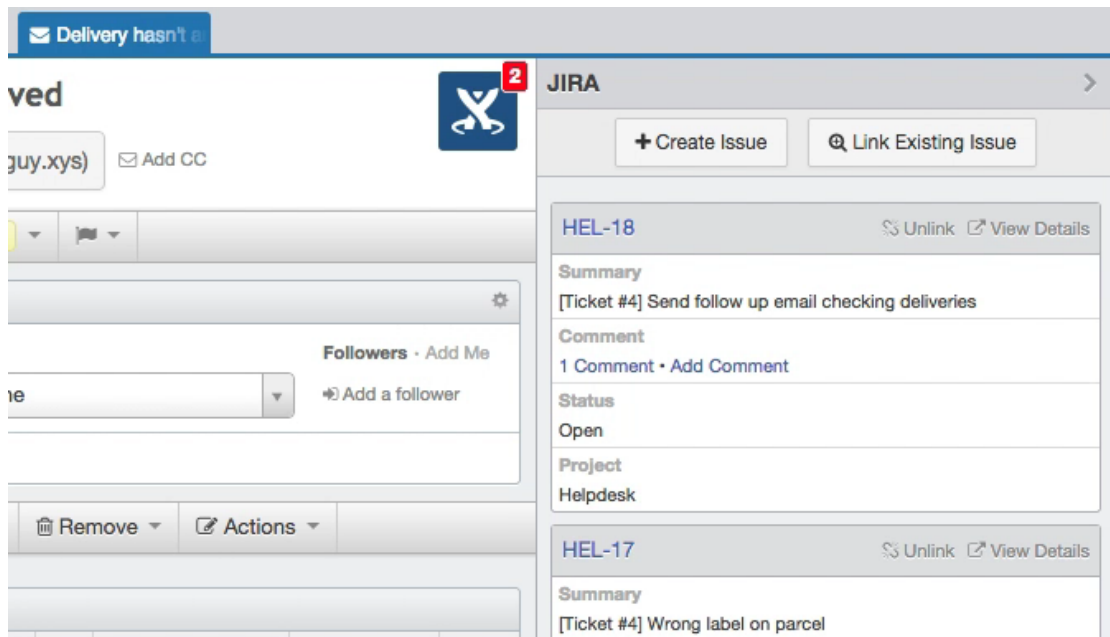 Delivery hasn't
ved
2
guy.xys)
Add CC
Followers · Add Me
ne
Add a follower
Remove
Actions
JIRA
Create Issue
Link Existing Issue
HEL-18
Unlink
View Details
Summary
[Ticket #4] Send follow up email checking deliveries
Comment
1 Comment • Add Comment
Status
Open
Project
Helpdesk
HEL-17
Unlink
View Details
Summary
[Ticket #4] Wrong label on parcel